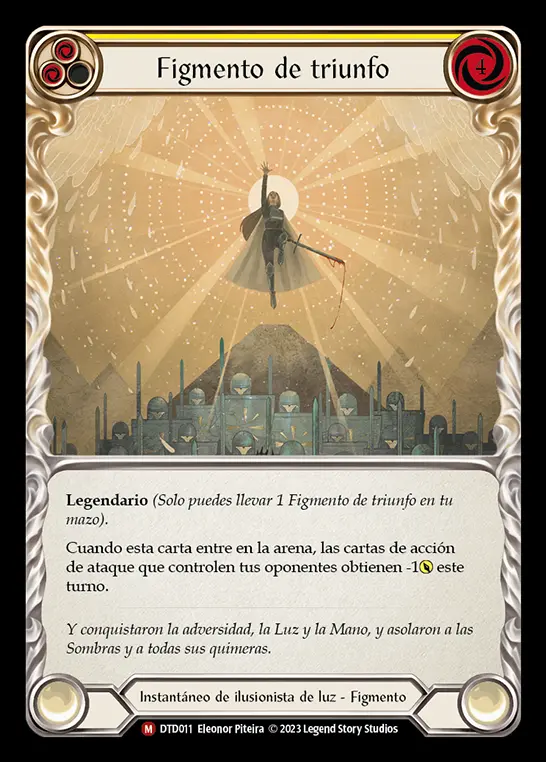 Figmento de triunfo
Legendario (Solo puedes llevar 1 Figmento de triunfo en tu
mazo).
Cuando esta carta entre en la arena, las cartas de acción
de ataque que controlen tus oponentes obtienen -1 este
turno.
Y conquistaron la adversidad, la Luz y la Mano, y asolaron a las
Sombras y a todas sus quimeras.
Instantáneo de ilusionista de luz - Figmento
M DTD011 Eleonor Piteira © 2023 Legend Story Studios